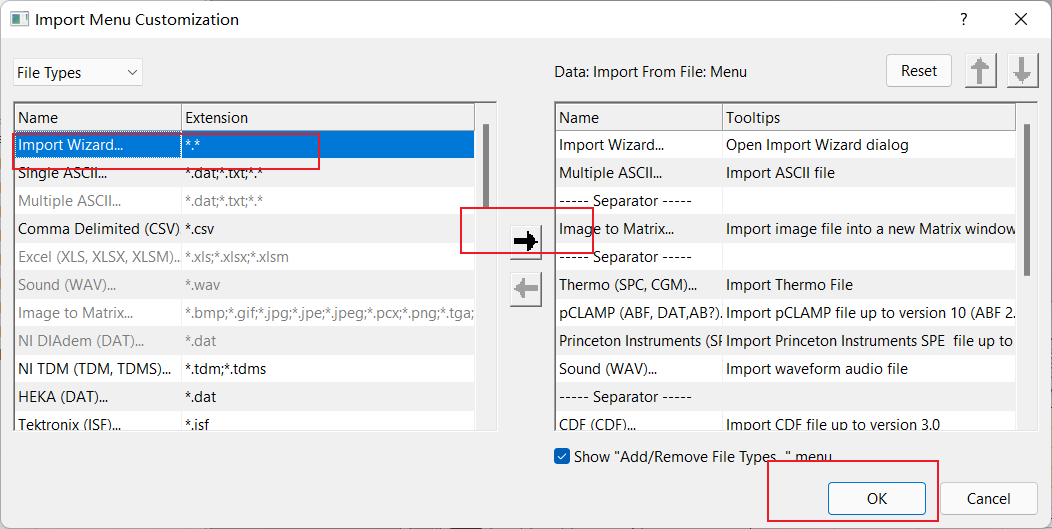 Import Menu Customization
?
File Types
Data: Import From File: Menu
Reset
Name Extension
Import Wizard... *.*
Single ASCII... *.dat;*.txt;*.*
Multiple ASCII... *.dat;*.txt;*.*
Comma Delimited (CSV) *.csv
Excel (XLS, XLSX, XLSM)... *.xls;*.xlsx;*.xlsm
Sound (WAV)... *.wav
Image to Matrix... *.bmp;*.gif;*.jpg;*.jpe;*.jpeg;*.pcx;*.png;*.tga;
NI DIAdem (DAT)... *.dat
NI TDM (TDM, TDMS)... *.tdm;*.tdms
HEKA (DAT)... *.dat
Tektronix (ISF)... *.isf
Name Tooltips
Import Wizard... Open Import Wizard dialog
Multiple ASCII... Import ASCII file
----- Separator -----
Image to Matrix... Import image file into a new Matrix window
----- Separator -----
Thermo (SPC, CGM)... Import Thermo File
pCLAMP (ABF, DAT,AB?)... Import pCLAMP file up to version 10 (ABF 2.
Princeton Instruments (SP Import Princeton Instruments SPE file up to
Sound (WAV)... Import waveform audio file
----- Separator -----
CDF (CDF)... Import CDF file up to version 3.0
Show "Add/Remove File Types..." menu
OK
Cancel